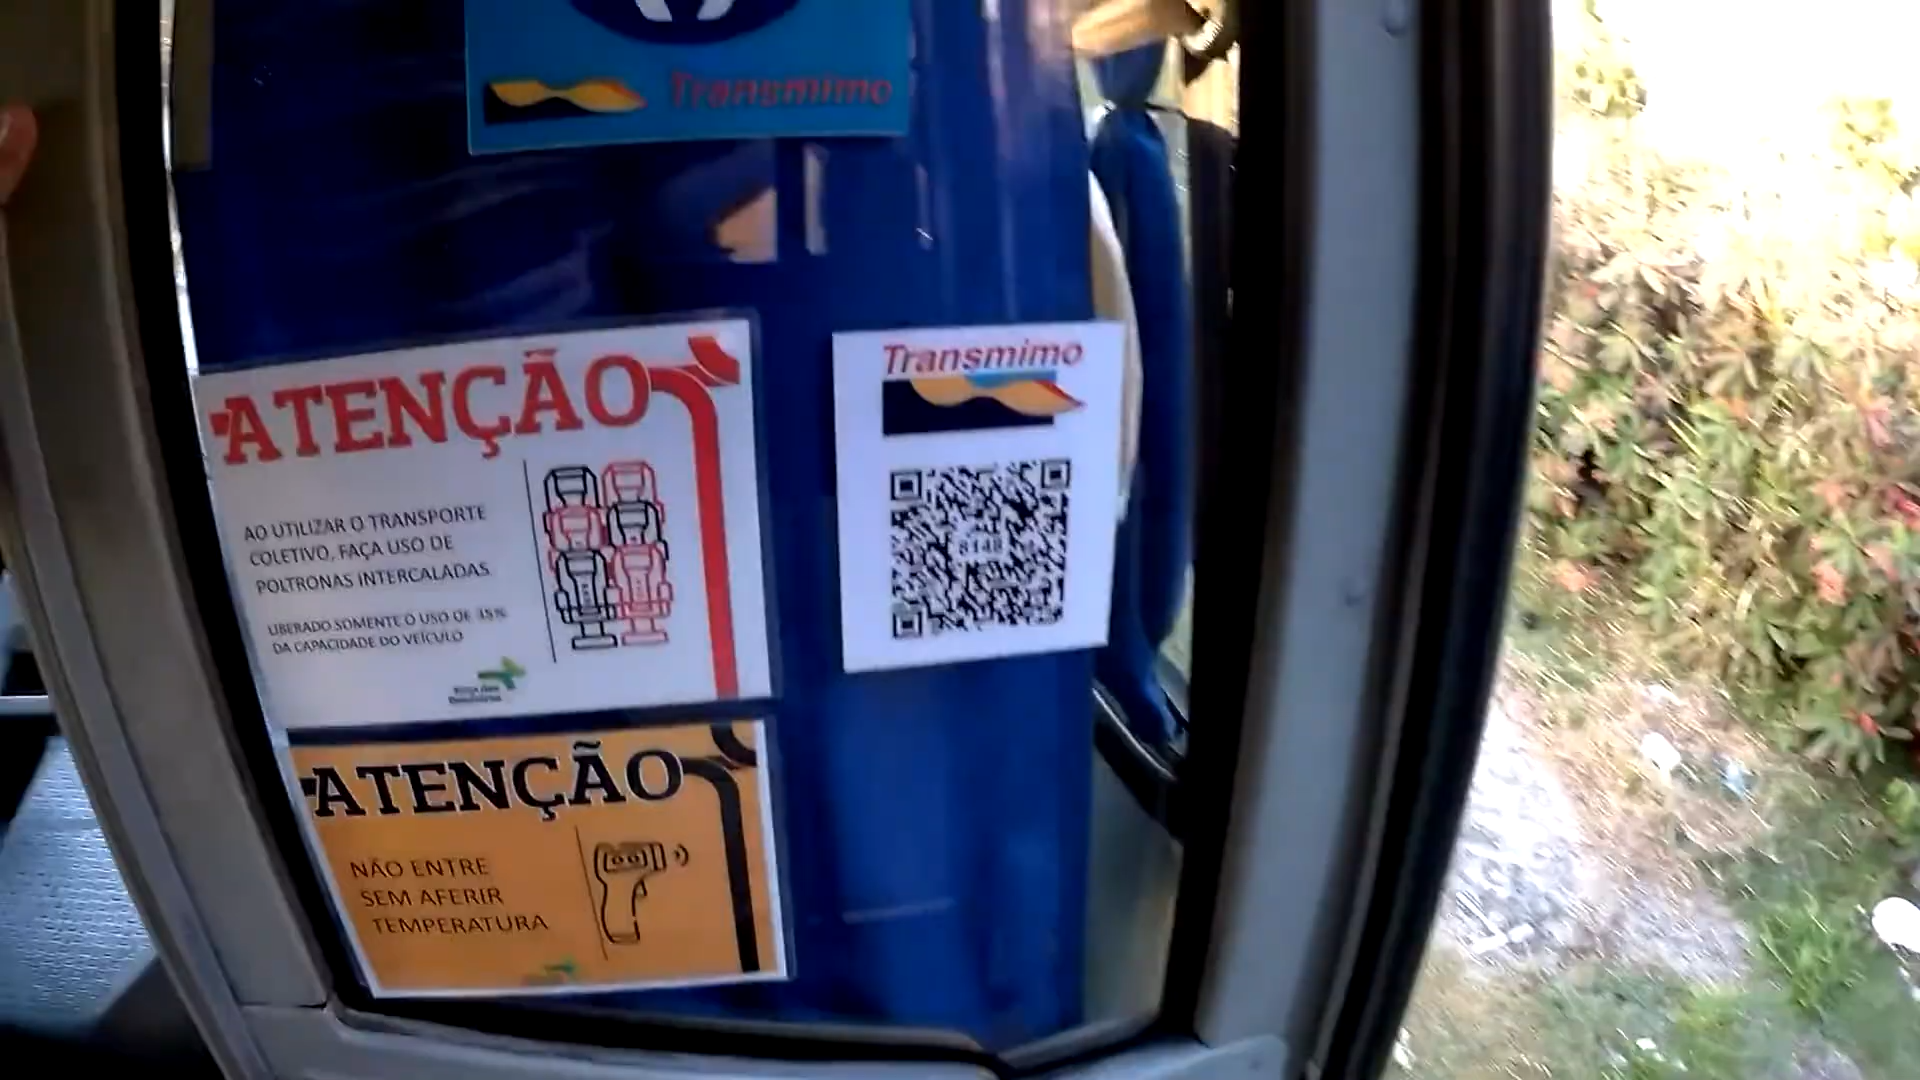 Transmimo
ATENÇÃO
AO UTILIZAR O TRANSPORTE
COLETIVO, FAÇA USO DE
POLTRONAS INTERCALADAS.
LIBERADO SOMENTE O USO DE 35%
DA CAPACIDADE DO VEÍCULO
Transmimo
8148
ATENÇÃO
NÃO ENTRE
SEM AFERIR
TEMPERATURA